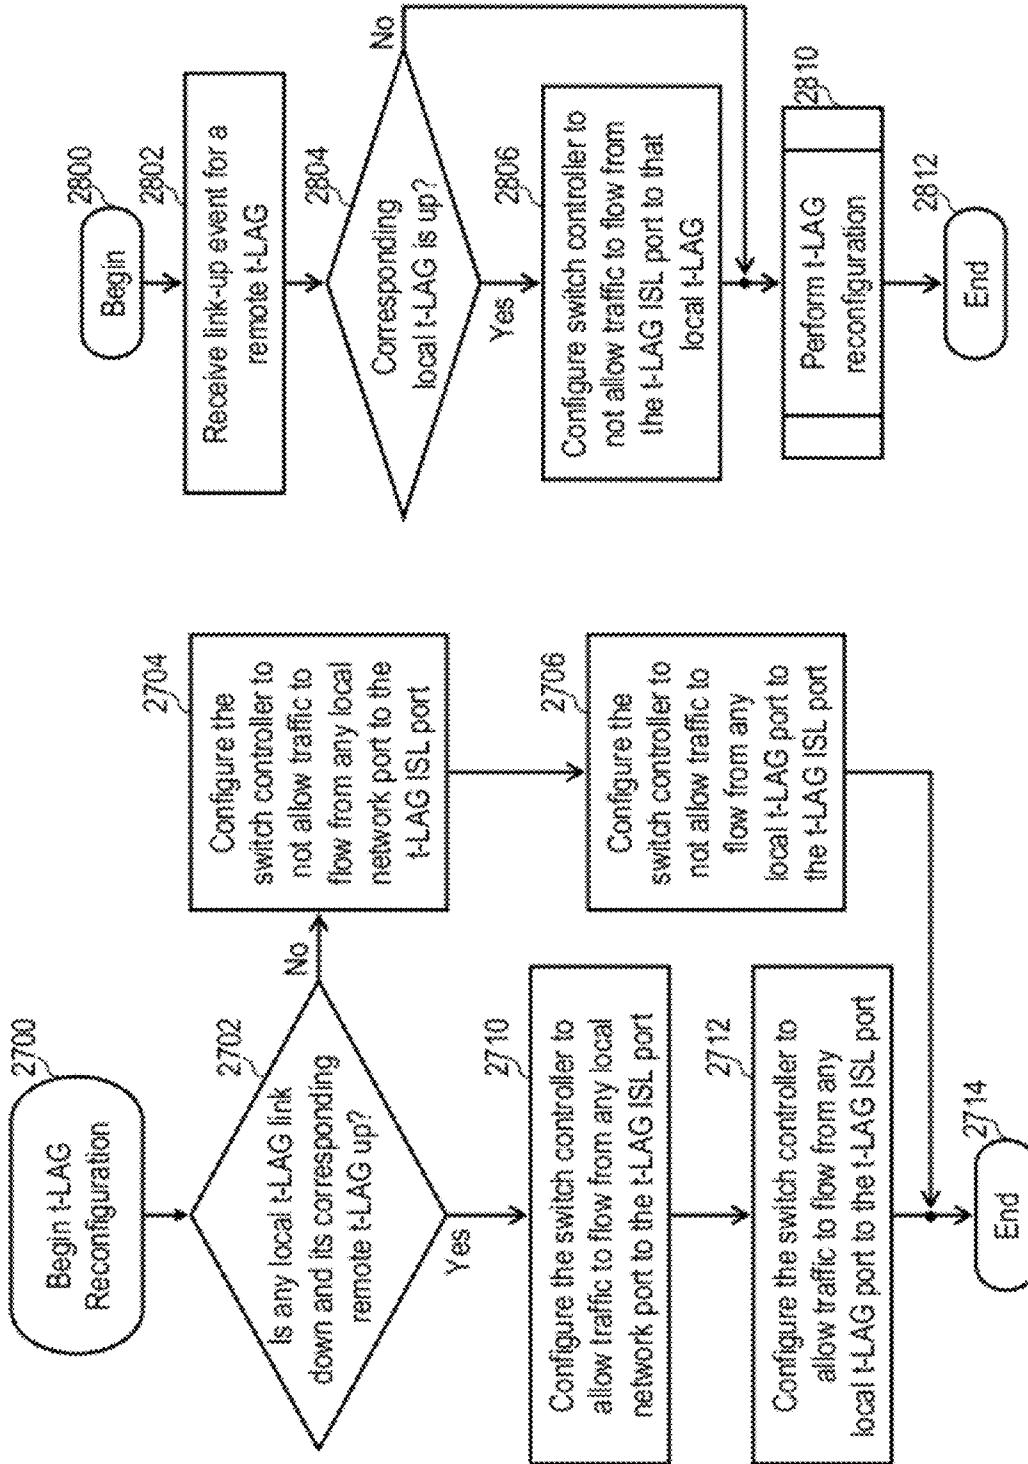 2700
Begin t-LAG
Reconfiguration
2702
Is any local t-LAG link
down and its corresponding
remote t-LAG up?
No
Yes
2704
Configure the
switch controller to
not allow traffic to
flow from any local
network port to the
t-LAG ISL port
2706
Configure the
switch controller to
not allow traffic to
flow from any
local t-LAG port to
the t-LAG ISL port
2710
Configure the switch controller to
allow traffic to flow from any local
network port to the t-LAG ISL port
2712
Configure the switch controller to
allow traffic to flow from any
local t-LAG port to the t-LAG ISL port
2714
End
2800
Begin
2802
Receive link-up event for a
remote t-LAG
2804
Corresponding
local t-LAG is up?
No
Yes
2806
Configure switch controller to
not allow traffic to flow from
the t-LAG ISL port to that
local t-LAG
2810
Perform t-LAG
reconfiguration
2812
End